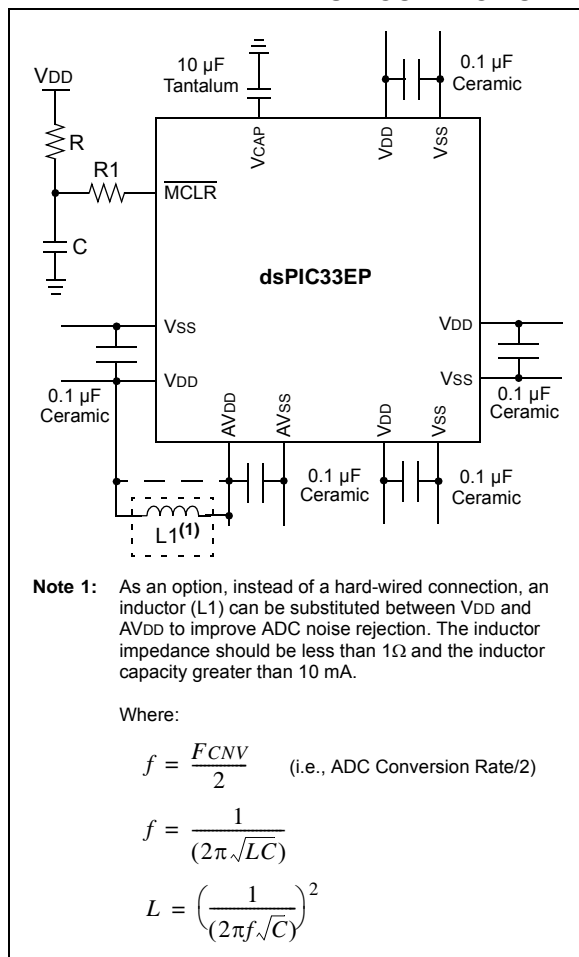 10 µF
Tantalum
0.1 µF
Ceramic
VDD
R
R1
C
VCAP
VDD
VSS
MCLR
dsPIC33EP
VSS
VDD
VDD
VSS
0.1 µF
Ceramic
0.1 µF
Ceramic
AVDD
AVSS
VDD
VSS
0.1 µF
Ceramic
0.1 µF
Ceramic
L1(1)
Note 1: As an option, instead of a hard-wired connection, an
inductor (L1) can be substituted between VDD and
AVDD to improve ADC noise rejection. The inductor
impedance should be less than 1Ω and the inductor
capacity greater than 10 mA.
Where:
f = FCNV / 2 (i.e., ADC Conversion Rate/2)
f = 1 / (2π√LC)
L = (1 / (2πf√C))²